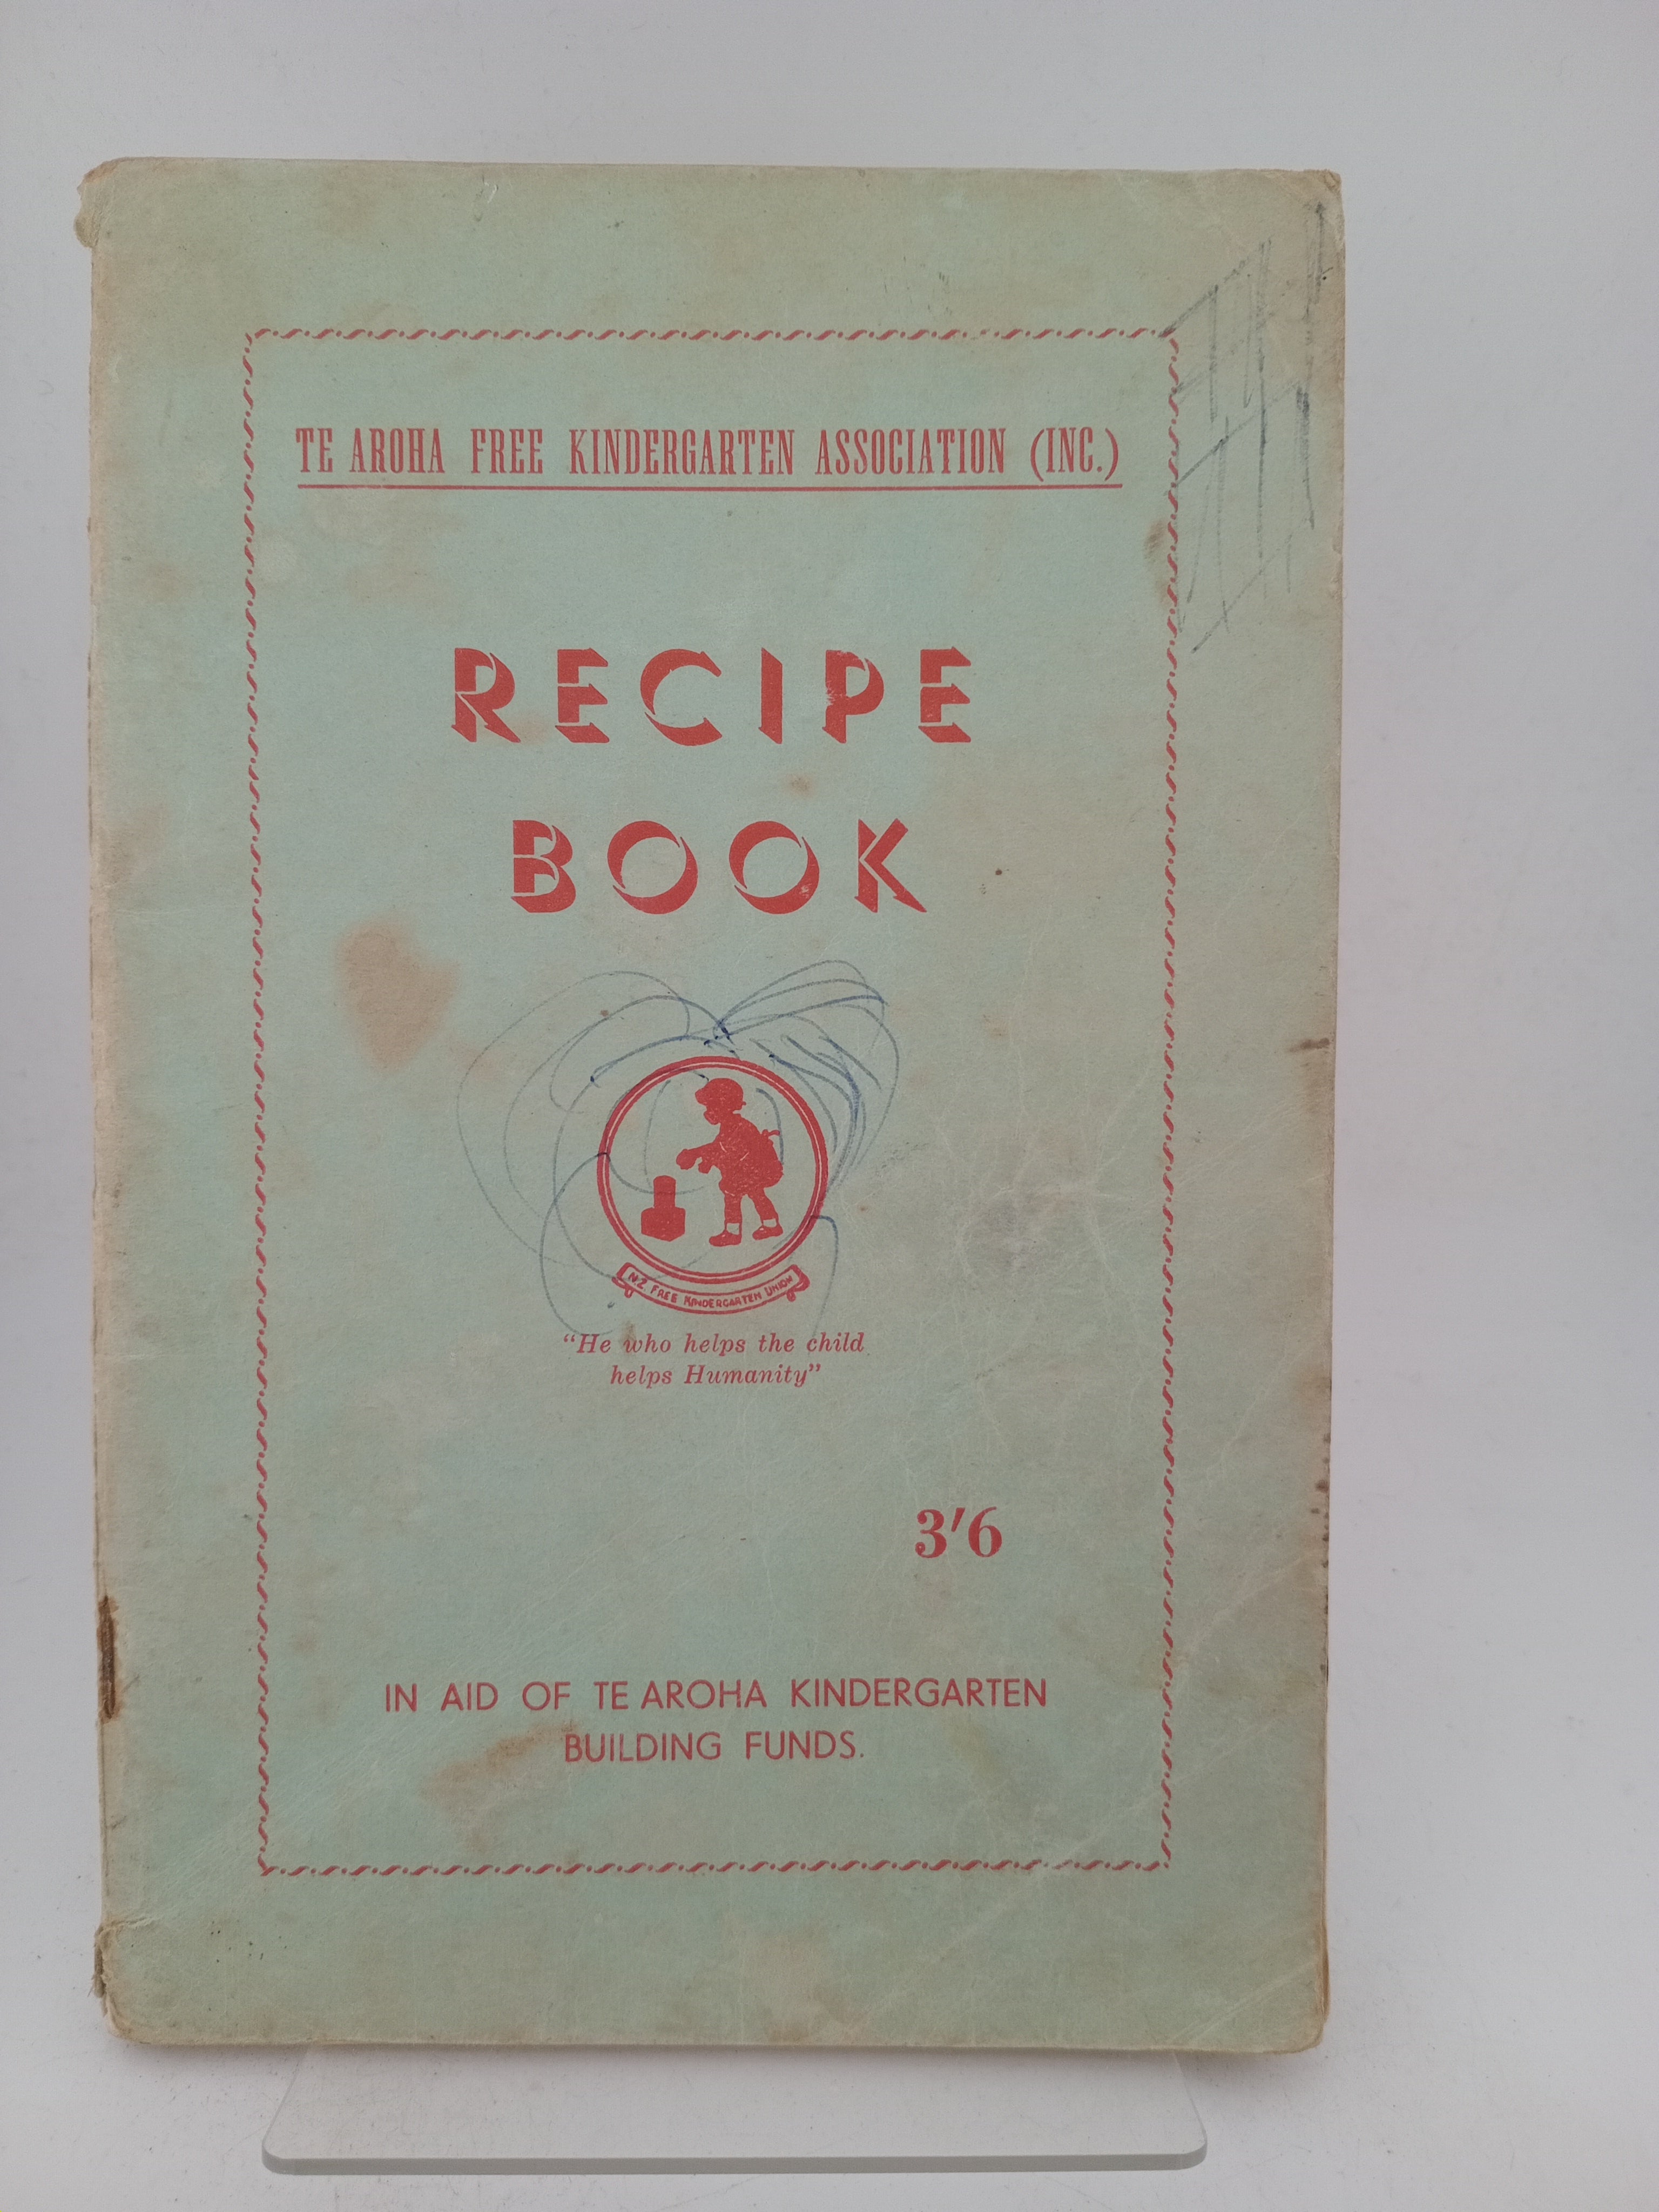 TE AROHA FREE KINDERGARTEN ASSOCIATION (INC.)
RECIPE
BOOK
N.Z. FREE KINDERGARTEN UNION
"He who helps the child
helps Humanity"
3'6
IN AID OF TE AROHA KINDERGARTEN
BUILDING FUNDS.